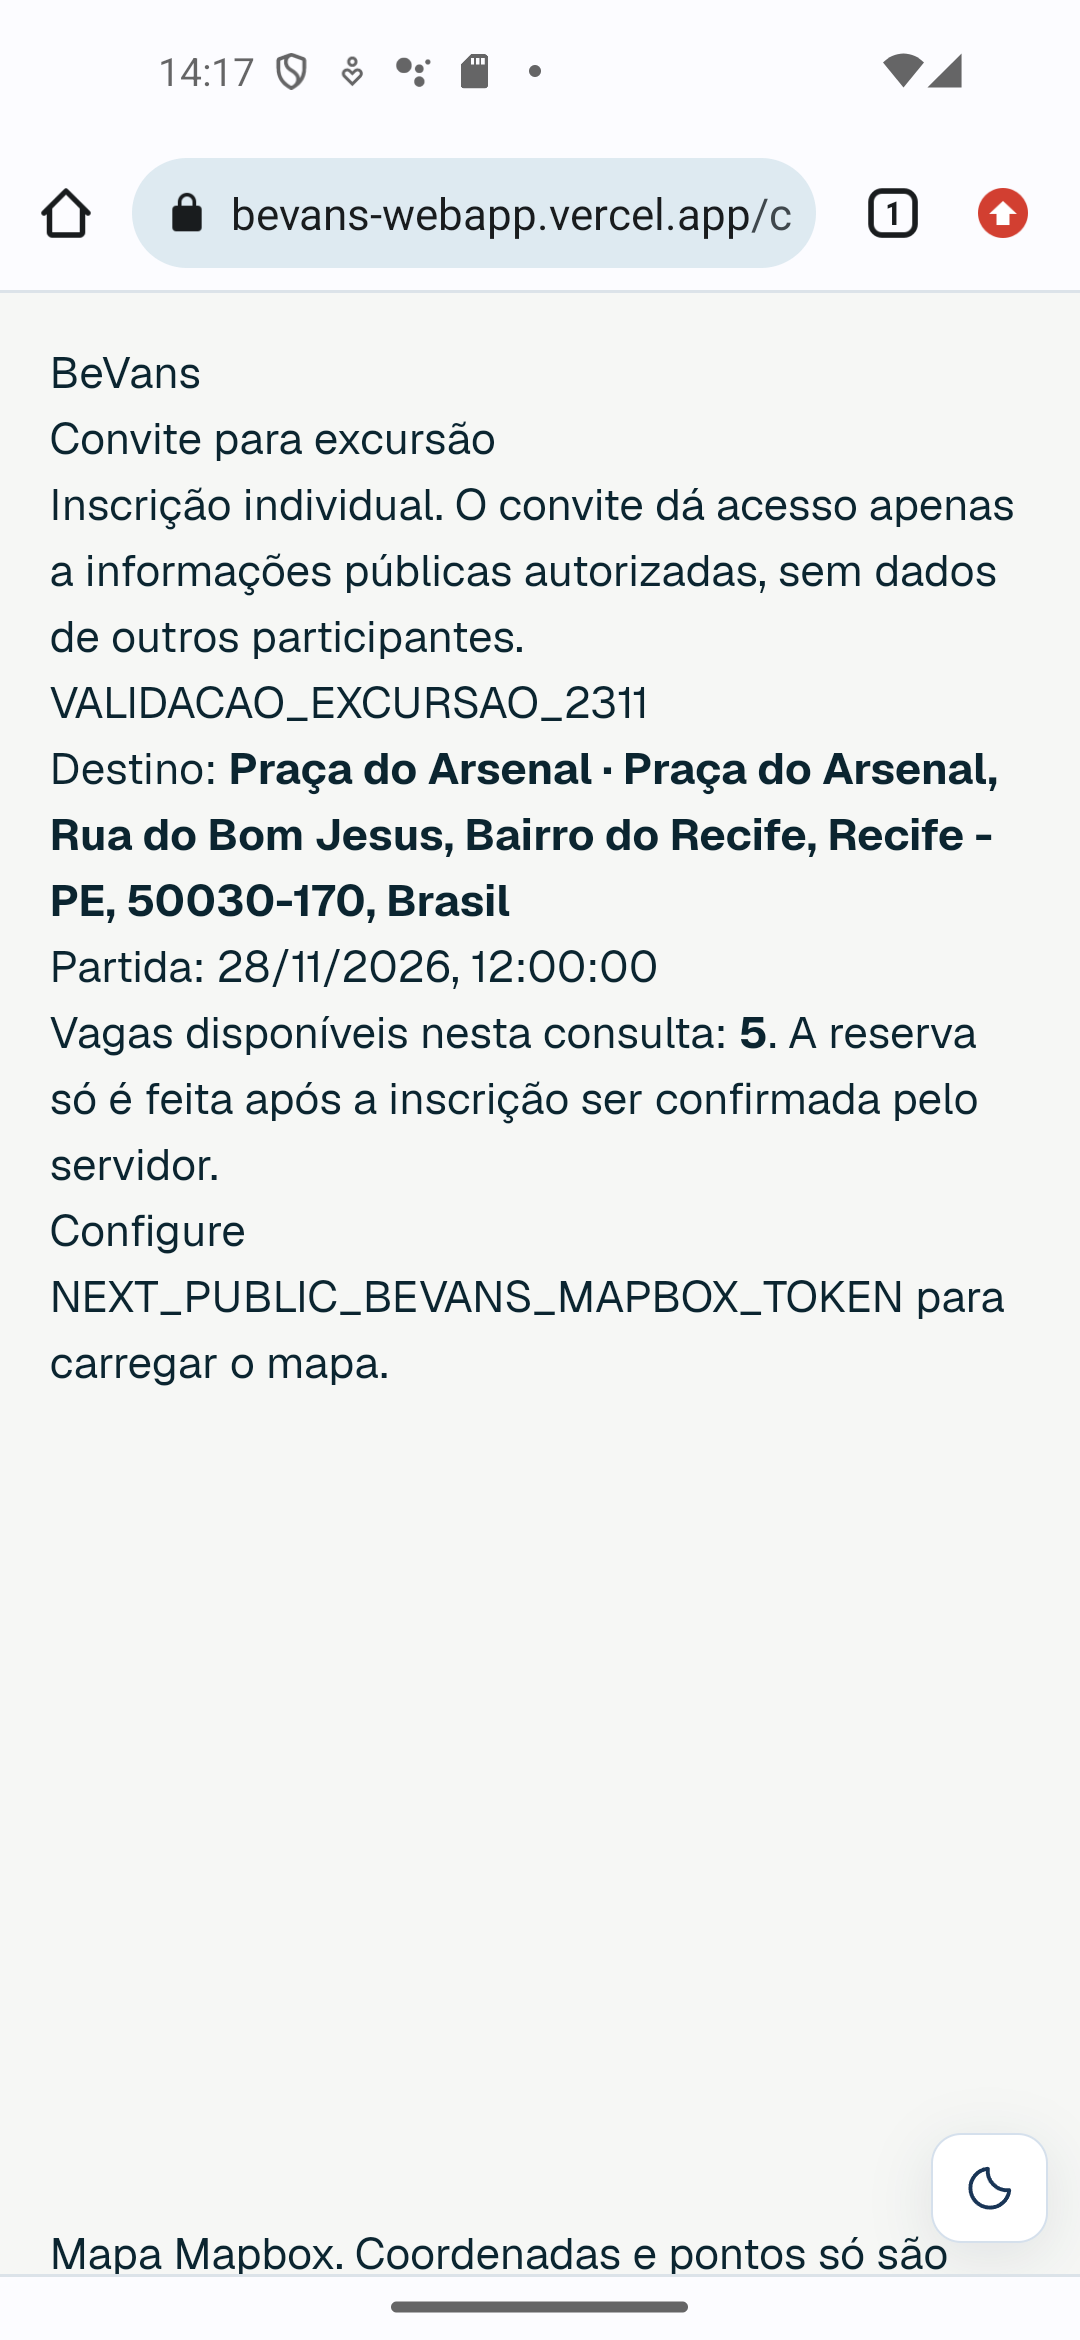 14:17
bevans-webapp.vercel.app/c
1
BeVans
Convite para excursão
Inscrição individual. O convite dá acesso apenas
a informações públicas autorizadas, sem dados
de outros participantes.
VALIDACAO_EXCURSAO_2311
Destino: Praça do Arsenal · Praça do Arsenal,
Rua do Bom Jesus, Bairro do Recife, Recife -
PE, 50030-170, Brasil
Partida: 28/11/2026, 12:00:00
Vagas disponíveis nesta consulta: 5. A reserva
só é feita após a inscrição ser confirmada pelo
servidor.
Configure
NEXT_PUBLIC_BEVANS_MAPBOX_TOKEN para
carregar o mapa.
Mapa Mapbox. Coordenadas e pontos só são